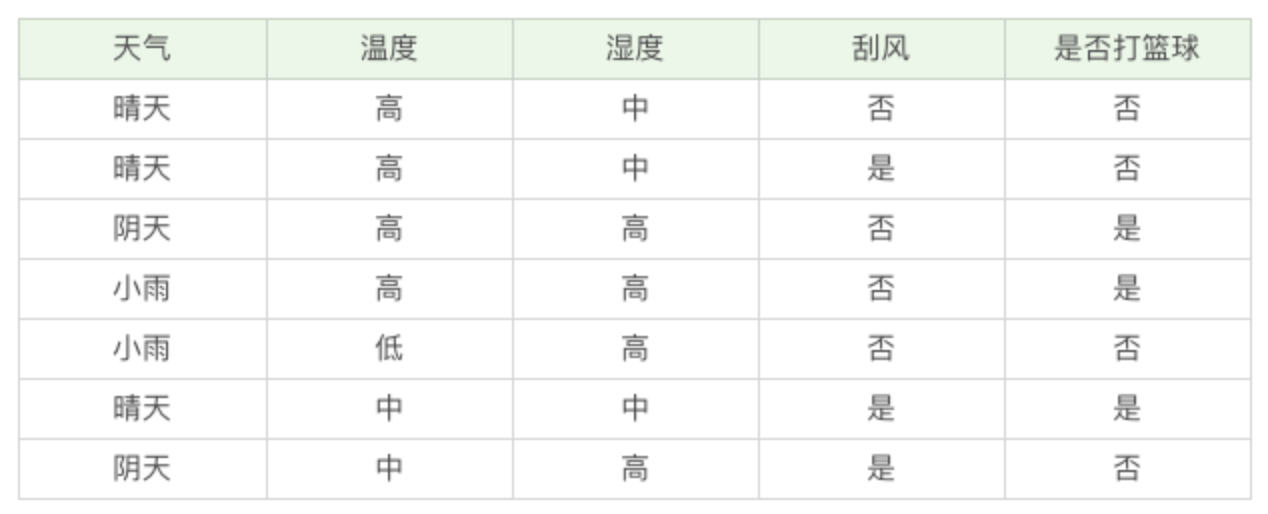 天气 温度 湿度 刮风 是否打篮球
晴天 高 中 否 否
晴天 高 中 是 否
阴天 高 高 否 是
小雨 高 高 否 是
小雨 低 高 否 否
晴天 中 中 是 是
阴天 中 高 是 否